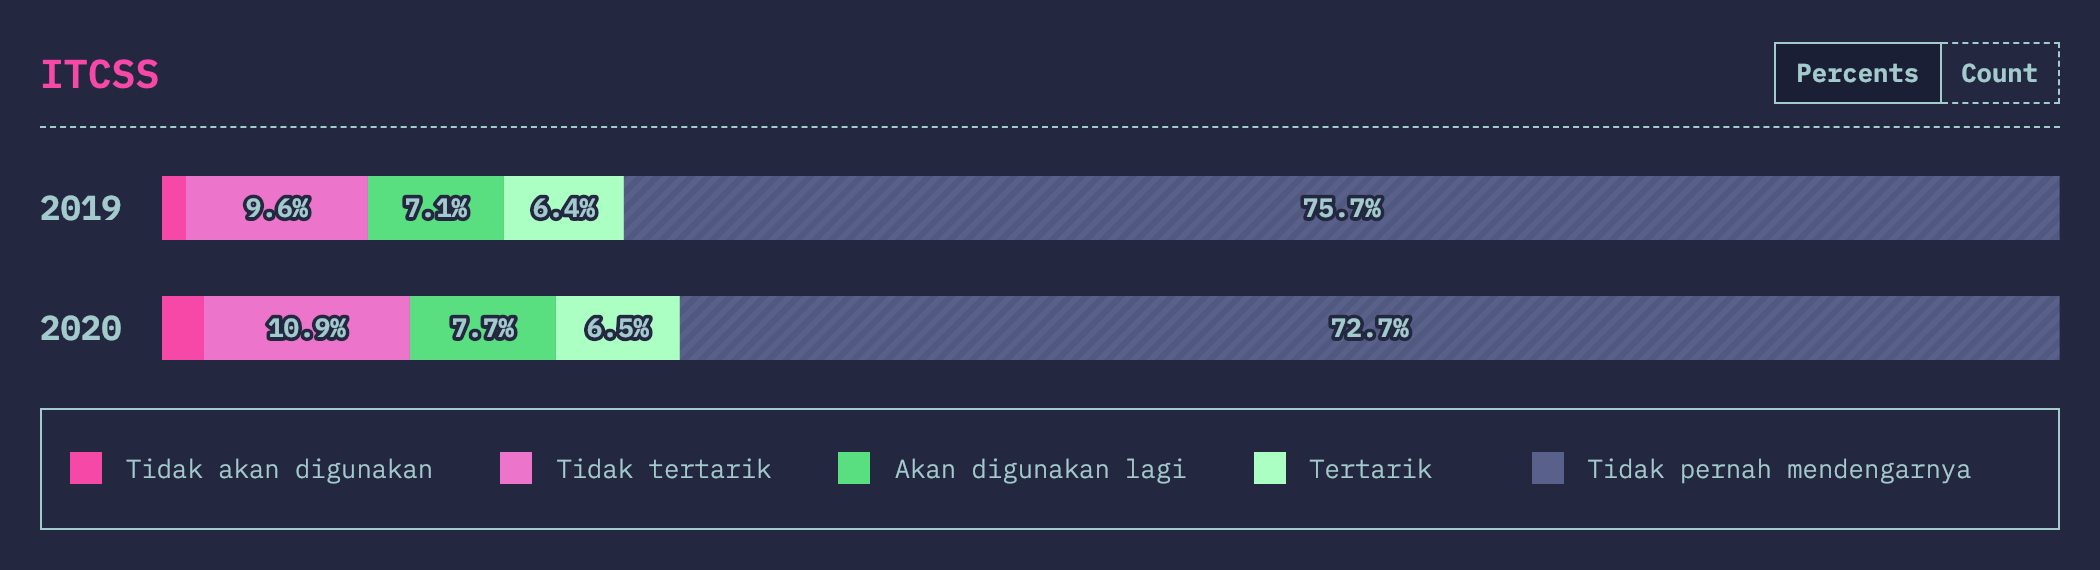 ITCSS
Percents Count
2019 9.6% 7.1% 6.4% 75.7%
2020 10.9% 7.7% 6.5% 72.7%
Tidak akan digunakan Tidak tertarik Akan digunakan lagi Tertarik Tidak pernah mendengarnya